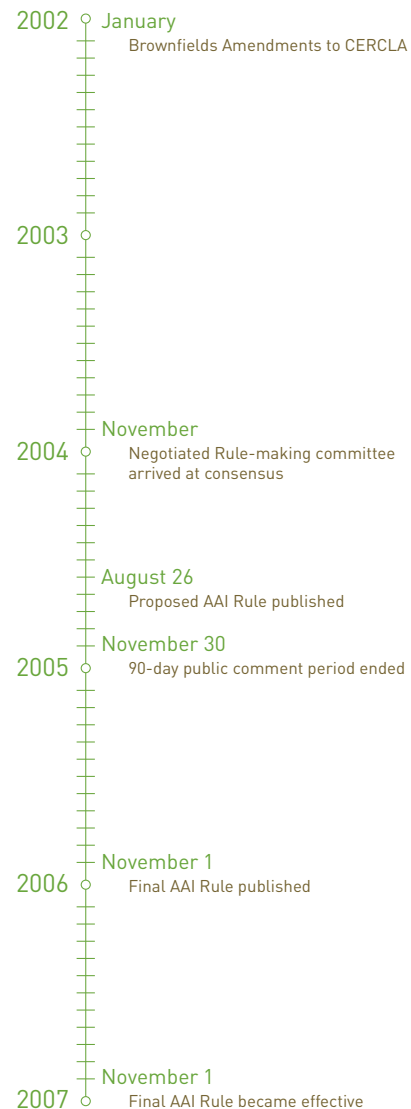 2002 January
Brownfields Amendments to CERCLA
2003
November
2004 Negotiated Rule-making committee
arrived at consensus
August 26
Proposed AAI Rule published
November 30
2005 90-day public comment period ended
November 1
2006 Final AAI Rule published
November 1
2007 Final AAI Rule became effective